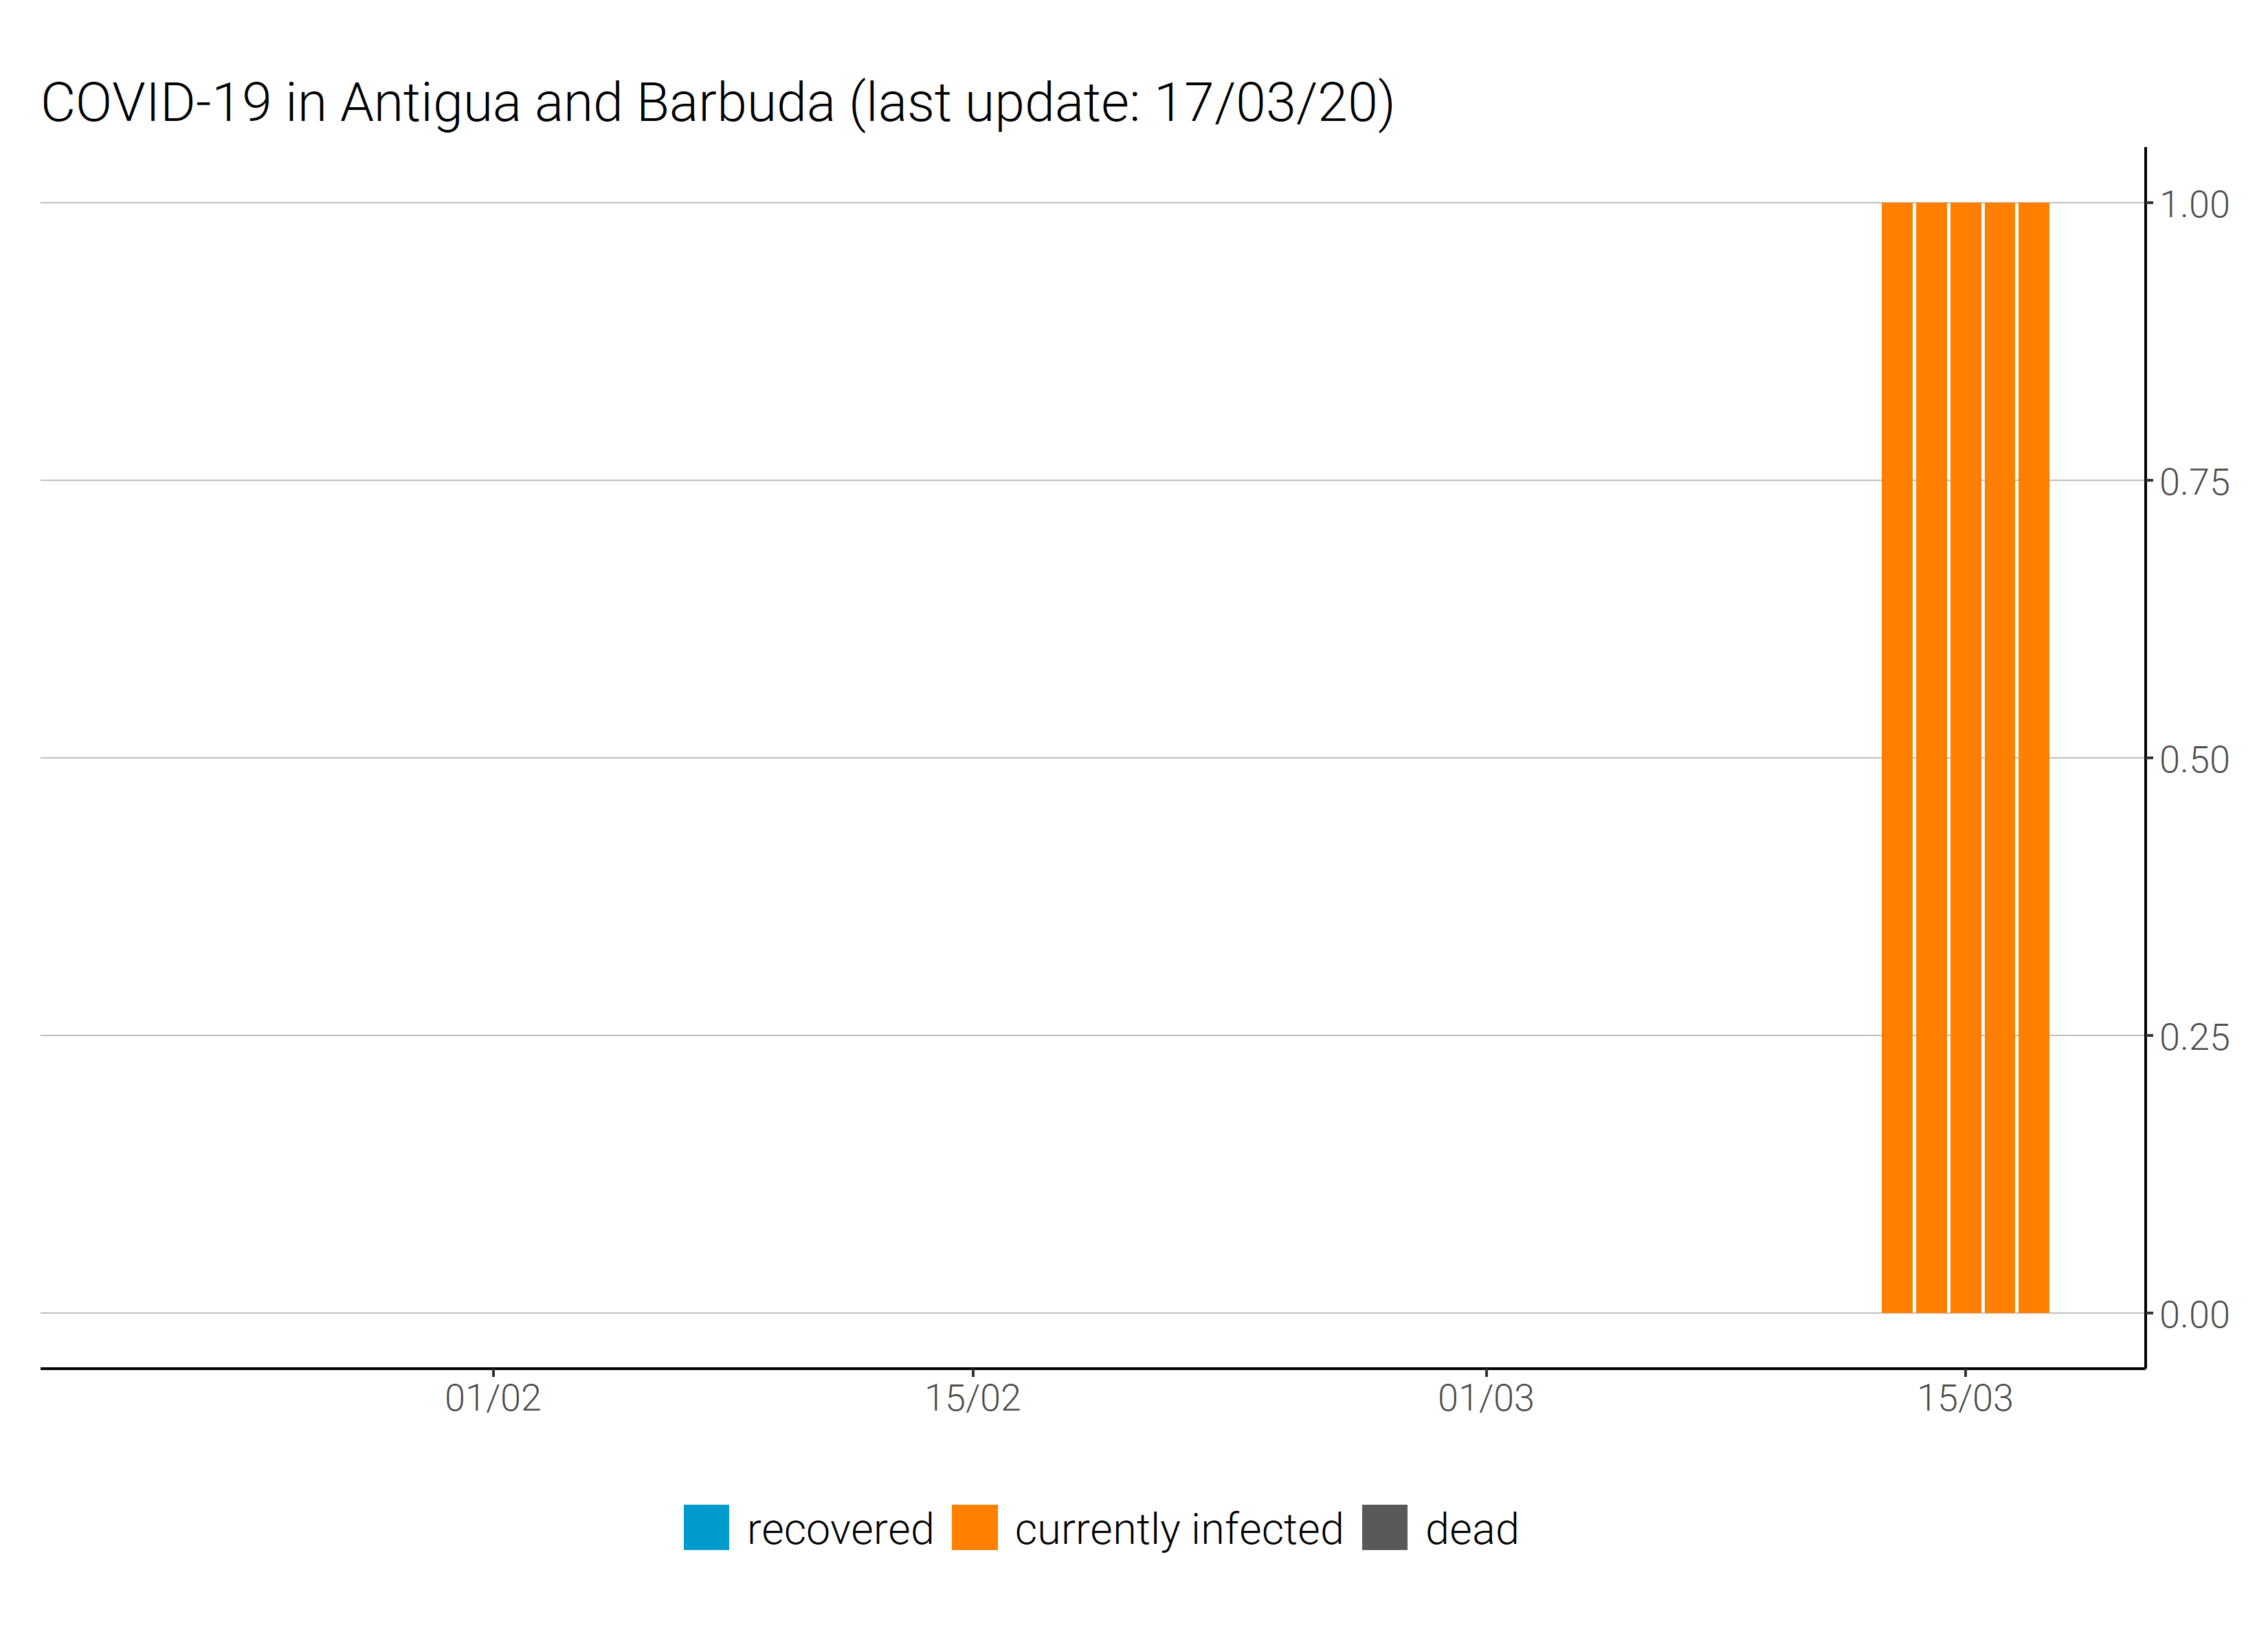 COVID-19 in Antigua and Barbuda (last update: 17/03/20)
1.00
0.75
0.50
0.25
0.00
01/02 15/02 01/03 15/03
recovered currently infected dead